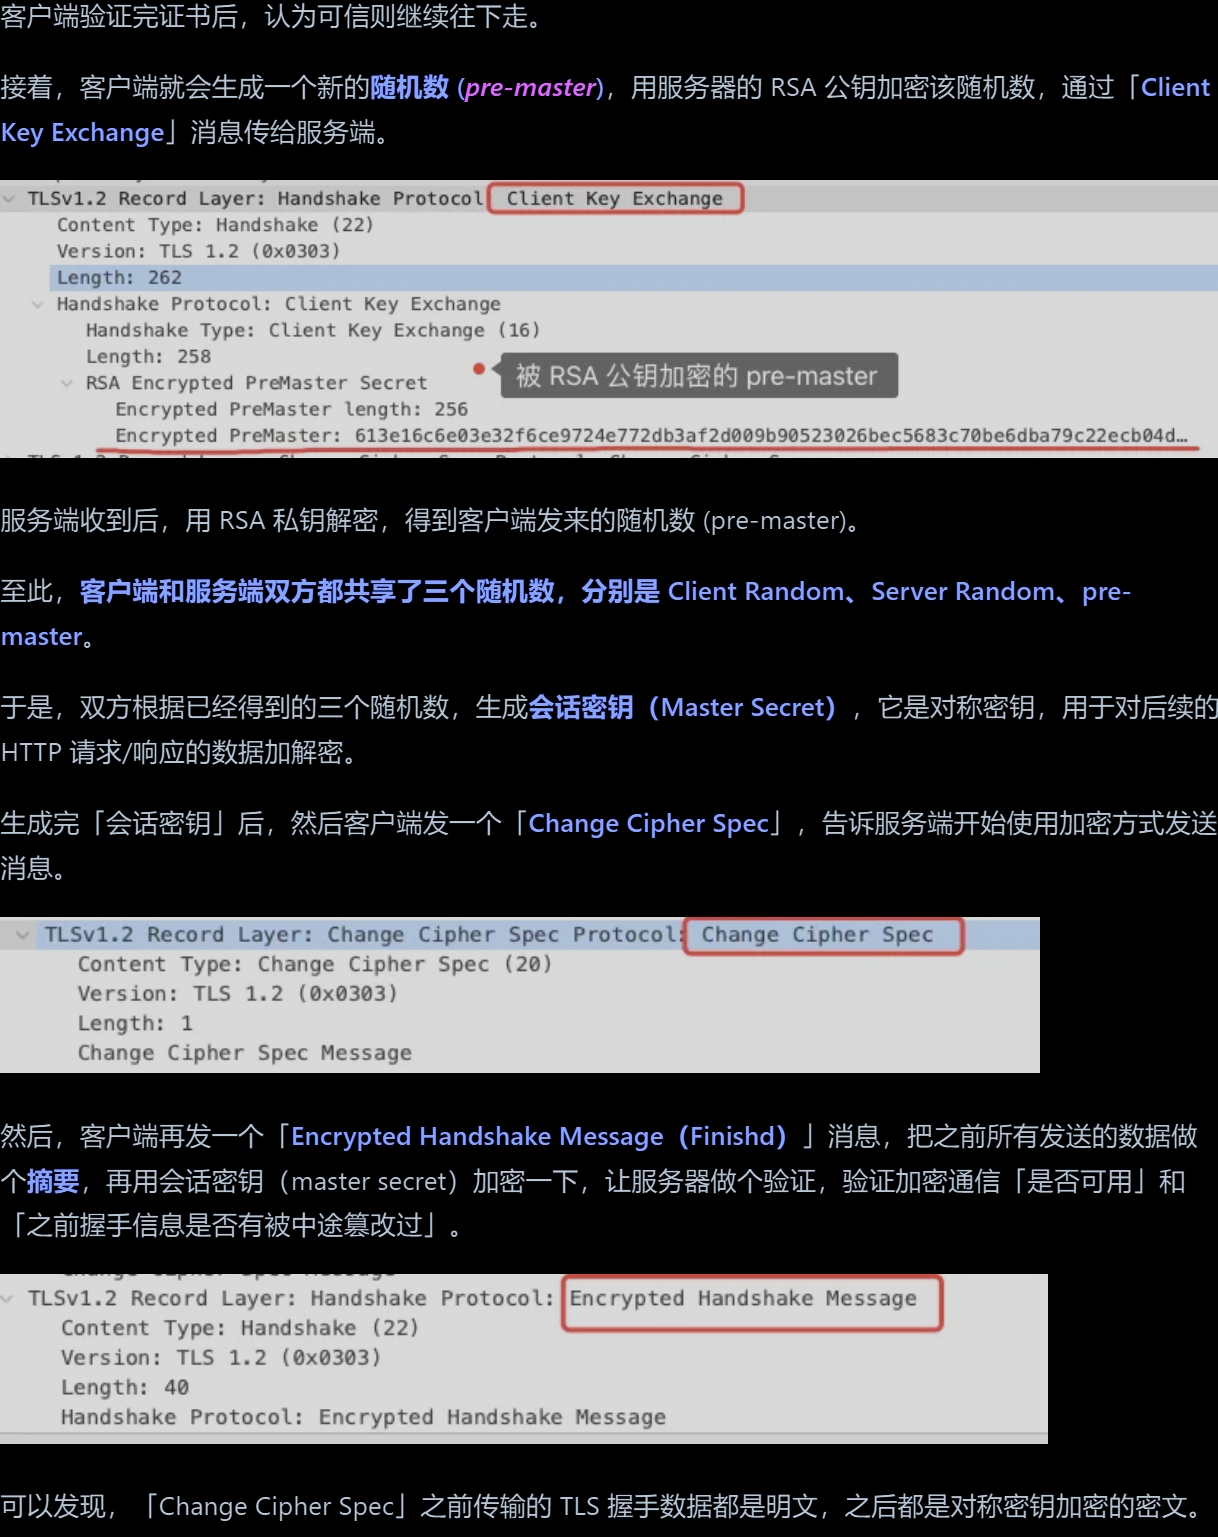 客户端验证完证书后，认为可信则继续往下走。
接着，客户端就会生成一个新的随机数 (pre-master)，用服务器的 RSA 公钥加密该随机数，通过「Client
Key Exchange」消息传给服务端。
TLSv1.2 Record Layer: Handshake Protocol Client Key Exchange
Content Type: Handshake (22)
Version: TLS 1.2 (0x0303)
Length: 262
Handshake Protocol: Client Key Exchange
Handshake Type: Client Key Exchange (16)
Length: 258
RSA Encrypted PreMaster Secret
被 RSA 公钥加密的 pre-master
Encrypted PreMaster length: 256
Encrypted PreMaster: 613e16c6e03e32f6ce9724e772db3af2d009b90523026bec5683c70be6dba79c22ecb04d…
服务端收到后，用 RSA 私钥解密，得到客户端发来的随机数 (pre-master)。
至此，客户端和服务端双方都共享了三个随机数，分别是 Client Random、Server Random、pre-
master。
于是，双方根据已经得到的三个随机数，生成会话密钥（Master Secret），它是对称密钥，用于对后续的
HTTP 请求/响应的数据加解密。
生成完「会话密钥」后，然后客户端发一个「Change Cipher Spec」，告诉服务端开始使用加密方式发送
消息。
TLSv1.2 Record Layer: Change Cipher Spec Protocol: Change Cipher Spec
Content Type: Change Cipher Spec (20)
Version: TLS 1.2 (0x0303)
Length: 1
Change Cipher Spec Message
然后，客户端再发一个「Encrypted Handshake Message（Finishd）」消息，把之前所有发送的数据做
个摘要，再用会话密钥（master secret）加密一下，让服务器做个验证，验证加密通信「是否可用」和
「之前握手信息是否有被中途篡改过」。
TLSv1.2 Record Layer: Handshake Protocol: Encrypted Handshake Message
Content Type: Handshake (22)
Version: TLS 1.2 (0x0303)
Length: 40
Handshake Protocol: Encrypted Handshake Message
可以发现，「Change Cipher Spec」之前传输的 TLS 握手数据都是明文，之后都是对称密钥加密的密文。